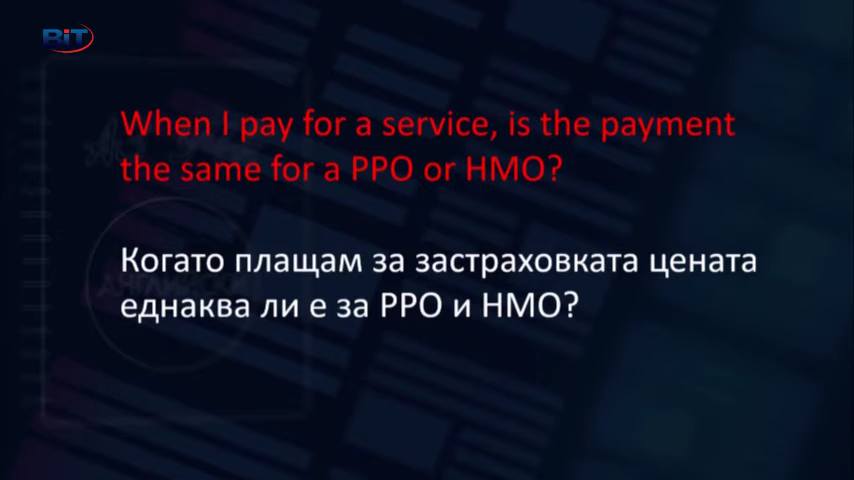 BiT
When I pay for a service, is the payment
the same for a PPO or HMO?
Когато плащам за застраховката цената
еднаква ли е за PPO и HMO?